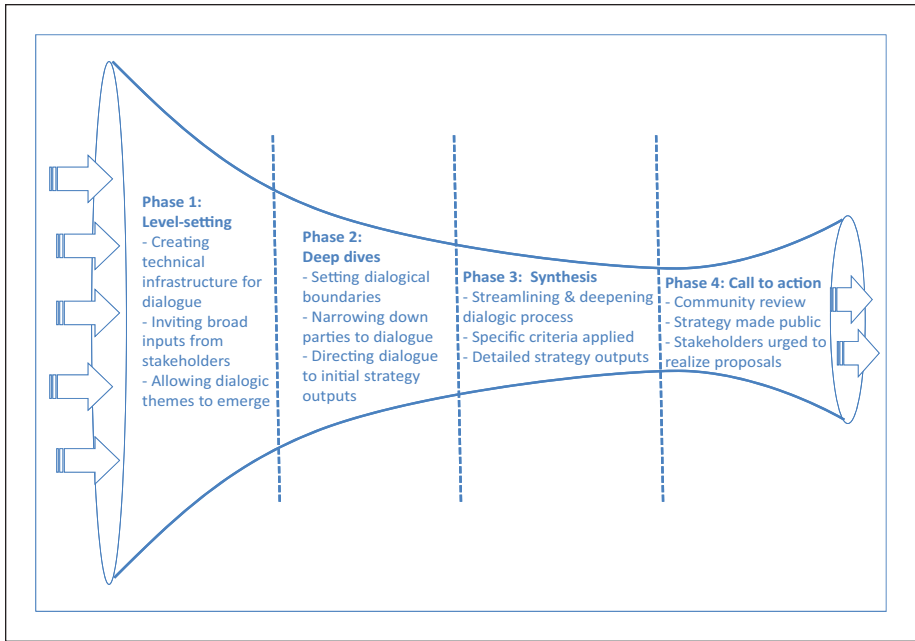 Phase 1:
Level-setting
- Creating
technical
infrastructure for
dialogue
- Inviting broad
inputs from
stakeholders
- Allowing dialogic
themes to emerge
Phase 2:
Deep dives
- Setting dialogical
boundaries
- Narrowing down
parties to dialogue
- Directing dialogue
to initial strategy
outputs
Phase 3:  Synthesis
- Streamlining & deepening
dialogic process
- Specific criteria applied
- Detailed strategy outputs
Phase 4: Call to action
- Community review
- Strategy made public
- Stakeholders urged to
realize proposals